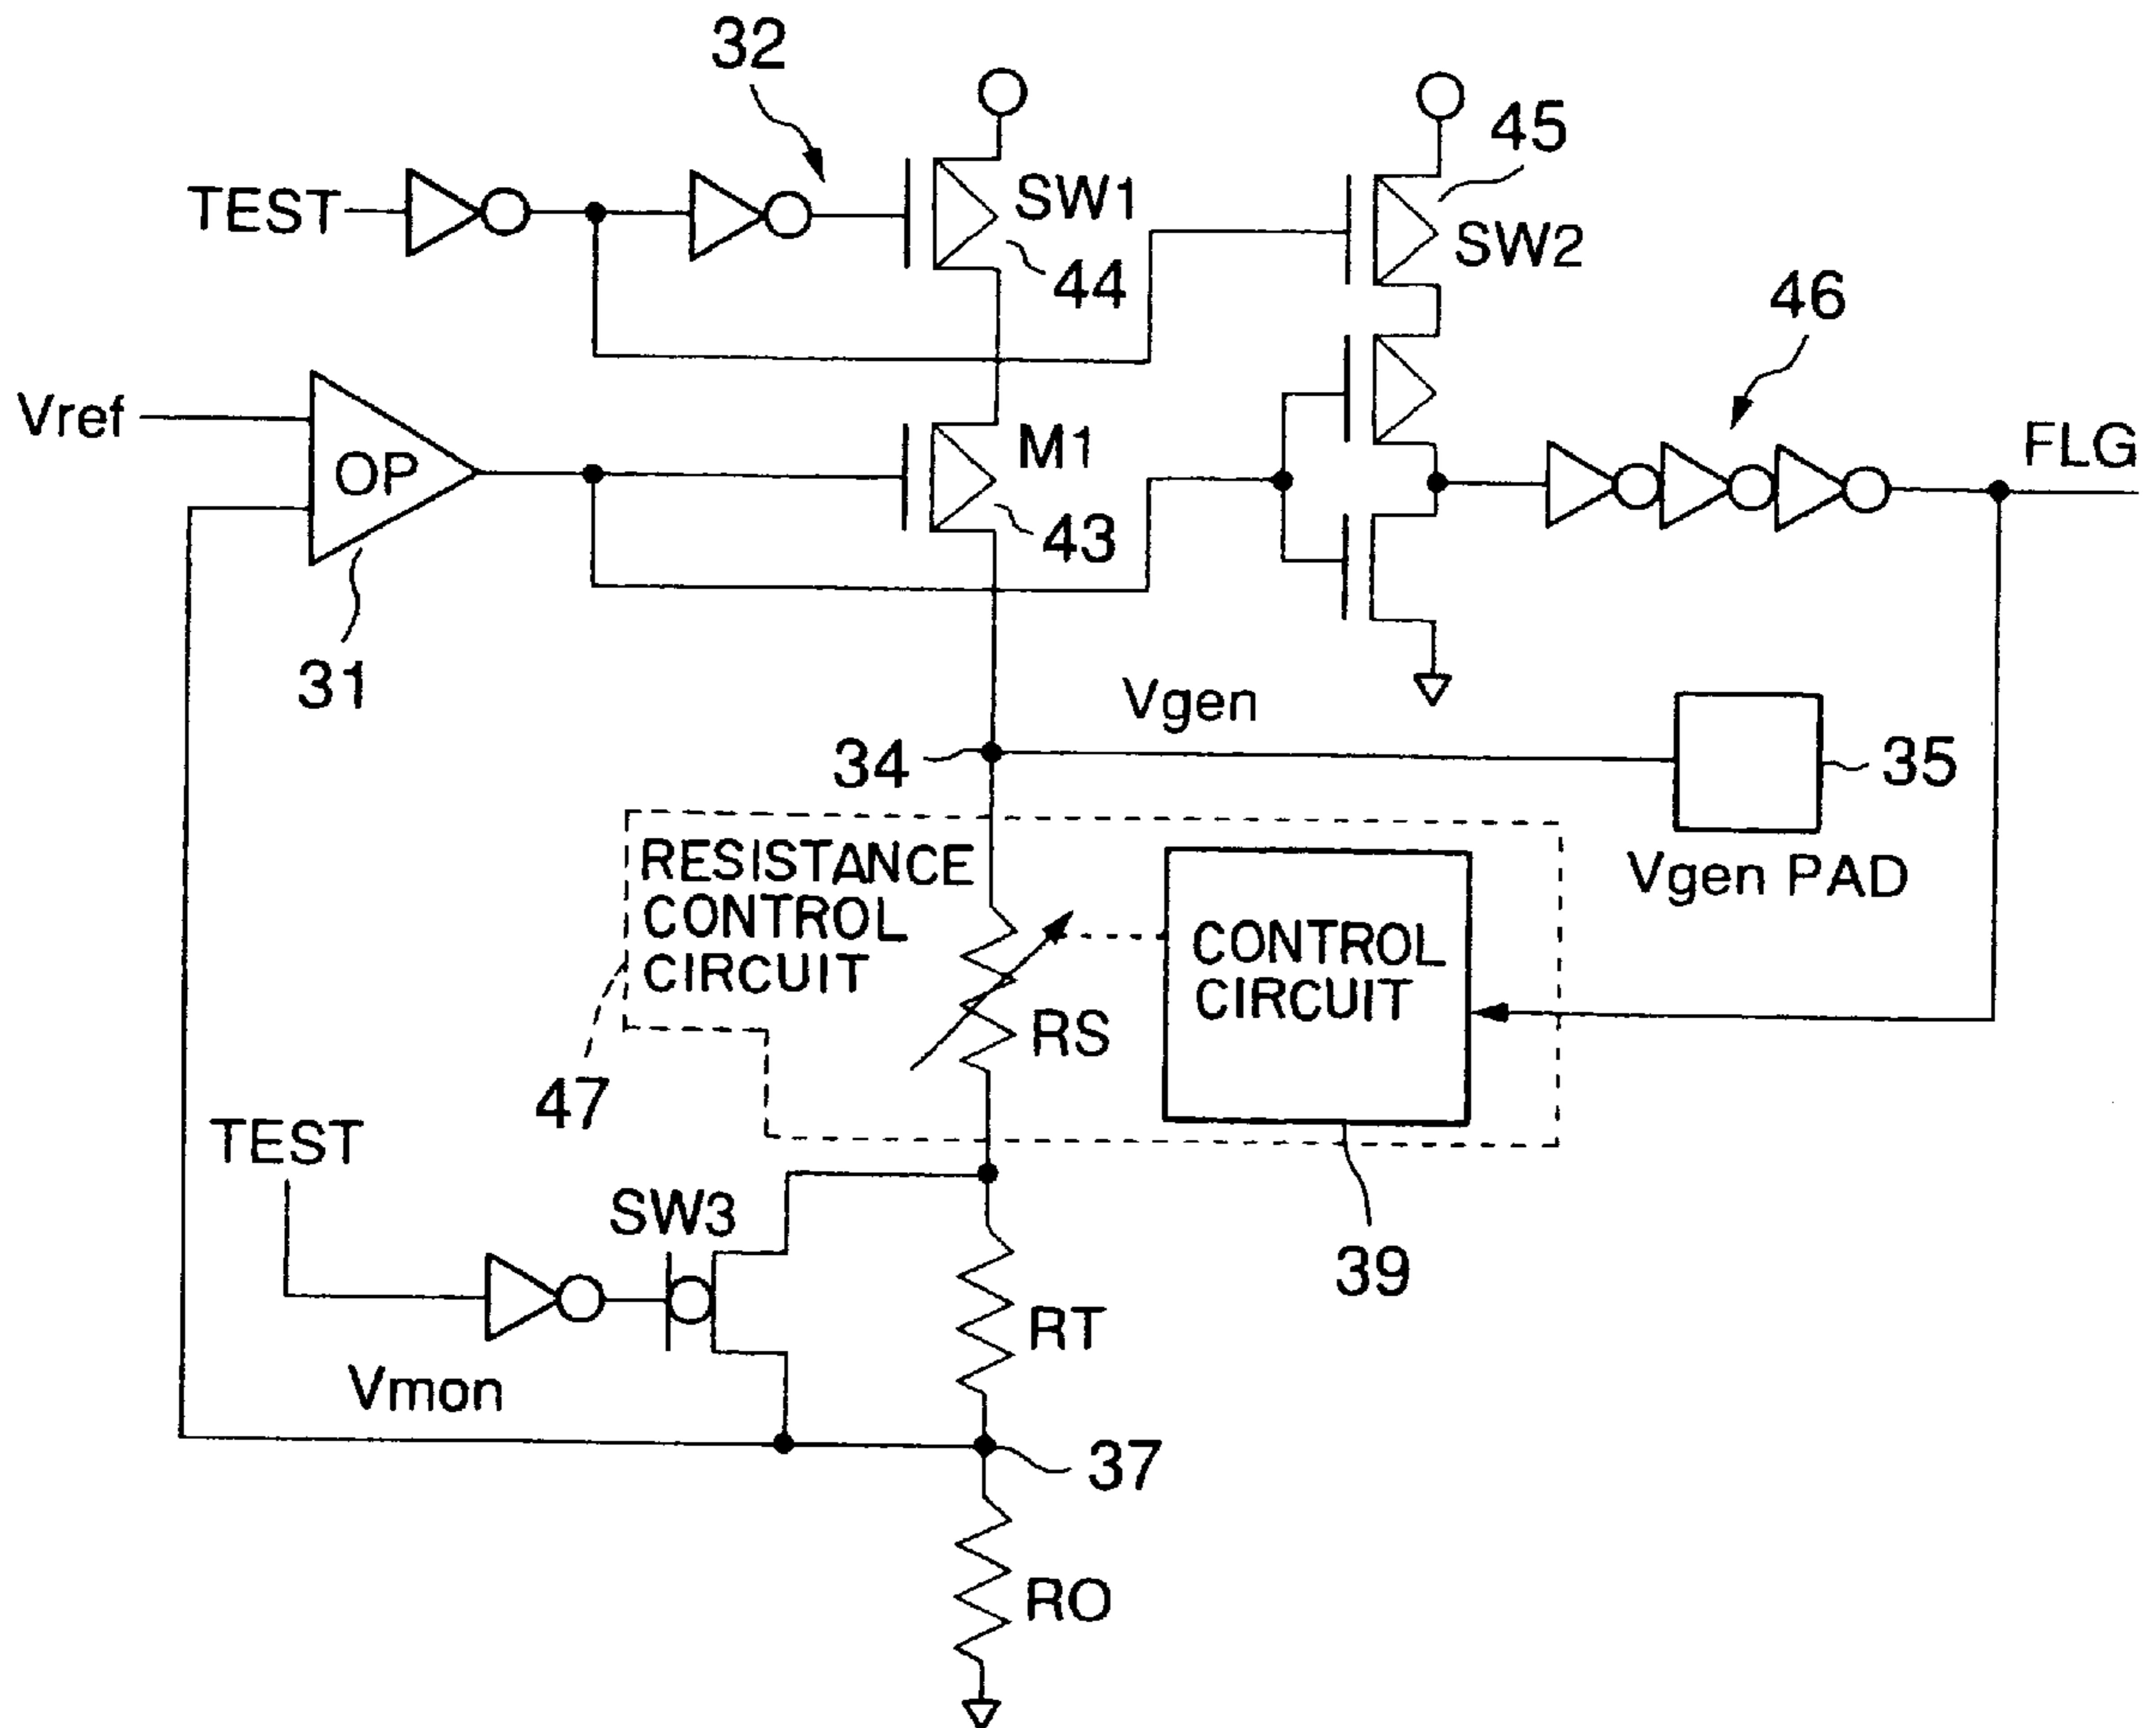 32
45
TEST
SW1
SW2
44
46
Vref
OP
M1
FLG
43
31
Vgen
34
35
RESISTANCE
CONTROL
CIRCUIT
Vgen PAD
CONTROL
CIRCUIT
RS
47
TEST
SW3
39
RT
Vmon
37
RO